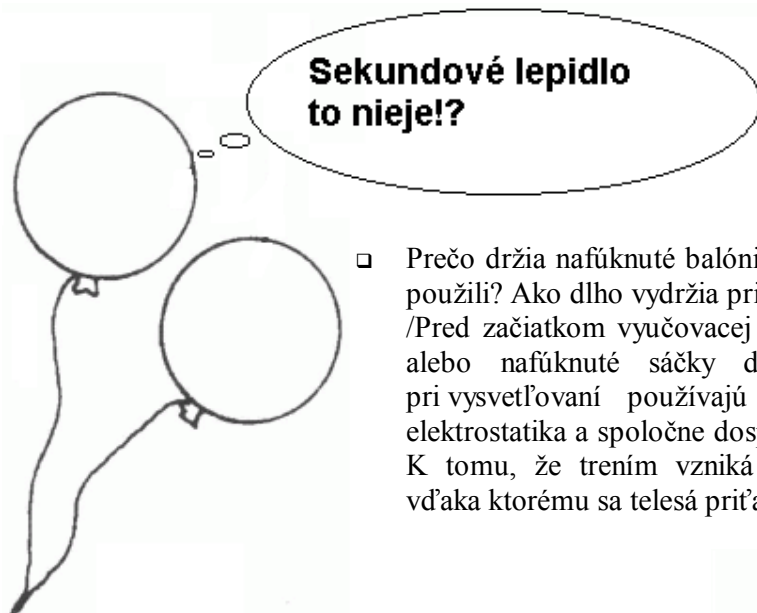 Sekundové lepidlo
to nieje!?
Prečo držia nafúknuté balóni
použili? Ako dlho vydržia pri
/Pred začiatkom vyučovacej
alebo nafúknuté sáčky d
pri vysvetľovaní používajú
elektrostatika a spoločne dosp
K tomu, že trením vzniká
vďaka ktorému sa telesá priťa